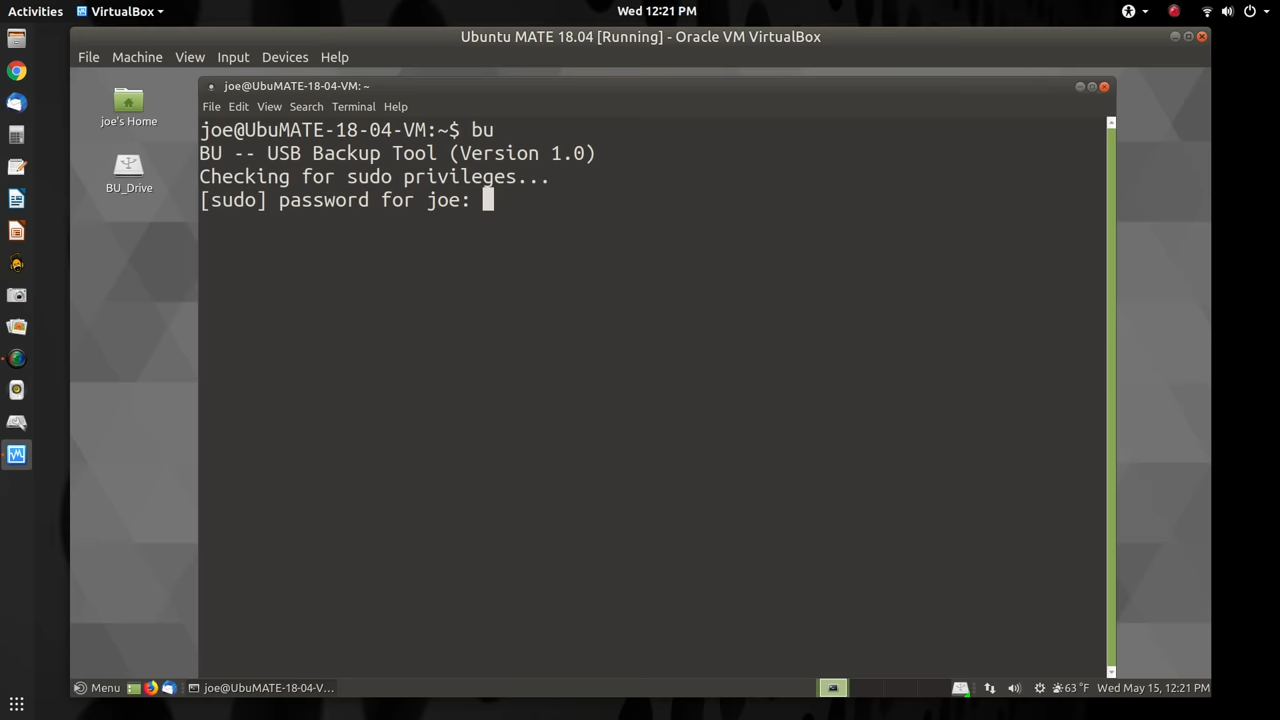 Activities VirtualBox Wed 12:21 PM
Ubuntu MATE 18.04 [Running] - Oracle VM VirtualBox
File Machine View Input Devices Help
joe's Home
BU_Drive
joe@UbuMATE-18-04-VM: ~
File Edit View Search Terminal Help
joe@UbuMATE-18-04-VM:~$ bu
BU -- USB Backup Tool (Version 1.0)
Checking for sudo privileges...
[sudo] password for joe:
Menu joe@UbuMATE-18-04-V... 63 °F Wed May 15, 12:21 PM